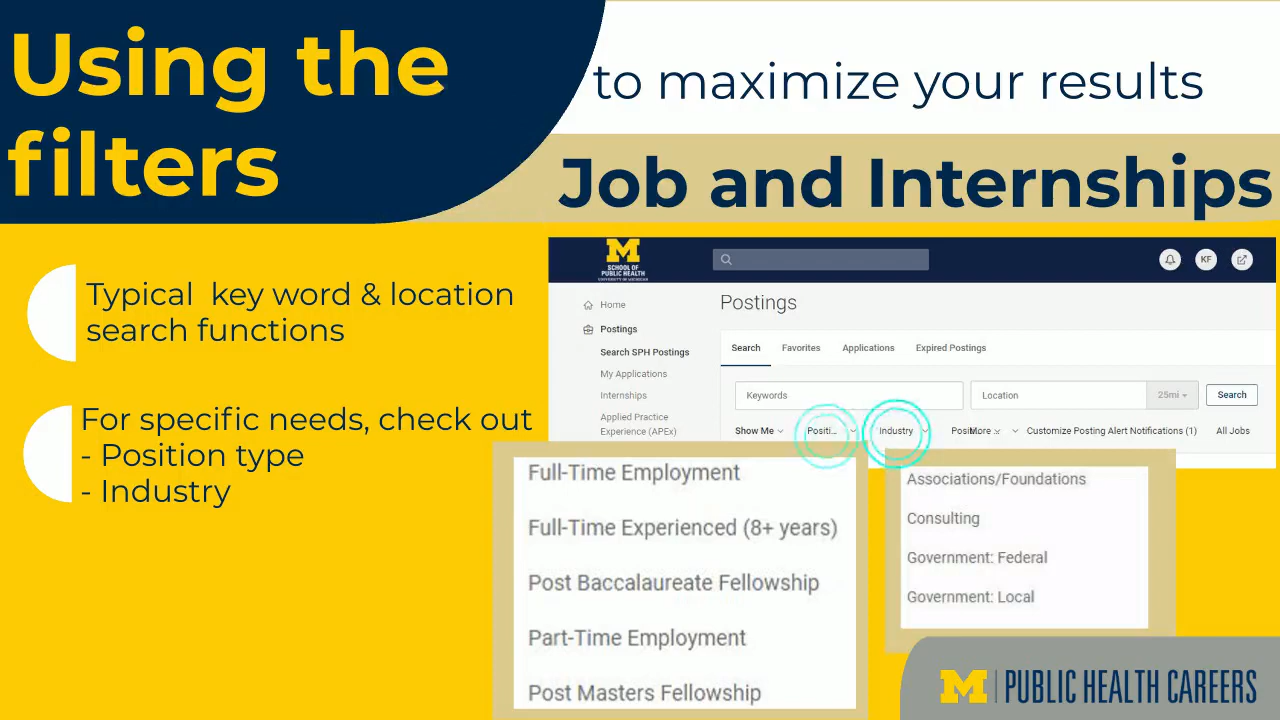 Using the
filters
to maximize your results
Job and Internships
Typical key word & location
search functions
For specific needs, check out
- Position type
- Industry
M
SCHOOL OF
PUBLIC HEALTH
UNIVERSITY OF MICHIGAN
KF
Home
Postings
Search SPH Postings
My Applications
Internships
Applied Practice
Experience (APEx)
Postings
Search Favorites Applications Expired Postings
Keywords Location 25mi Search
Show Me Positi... Industry More Customize Posting Alert Notifications (1) All Jobs
Full-Time Employment
Full-Time Experienced (8+ years)
Post Baccalaureate Fellowship
Part-Time Employment
Post Masters Fellowship
Associations/Foundations
Consulting
Government: Federal
Government: Local
M | PUBLIC HEALTH CAREERS